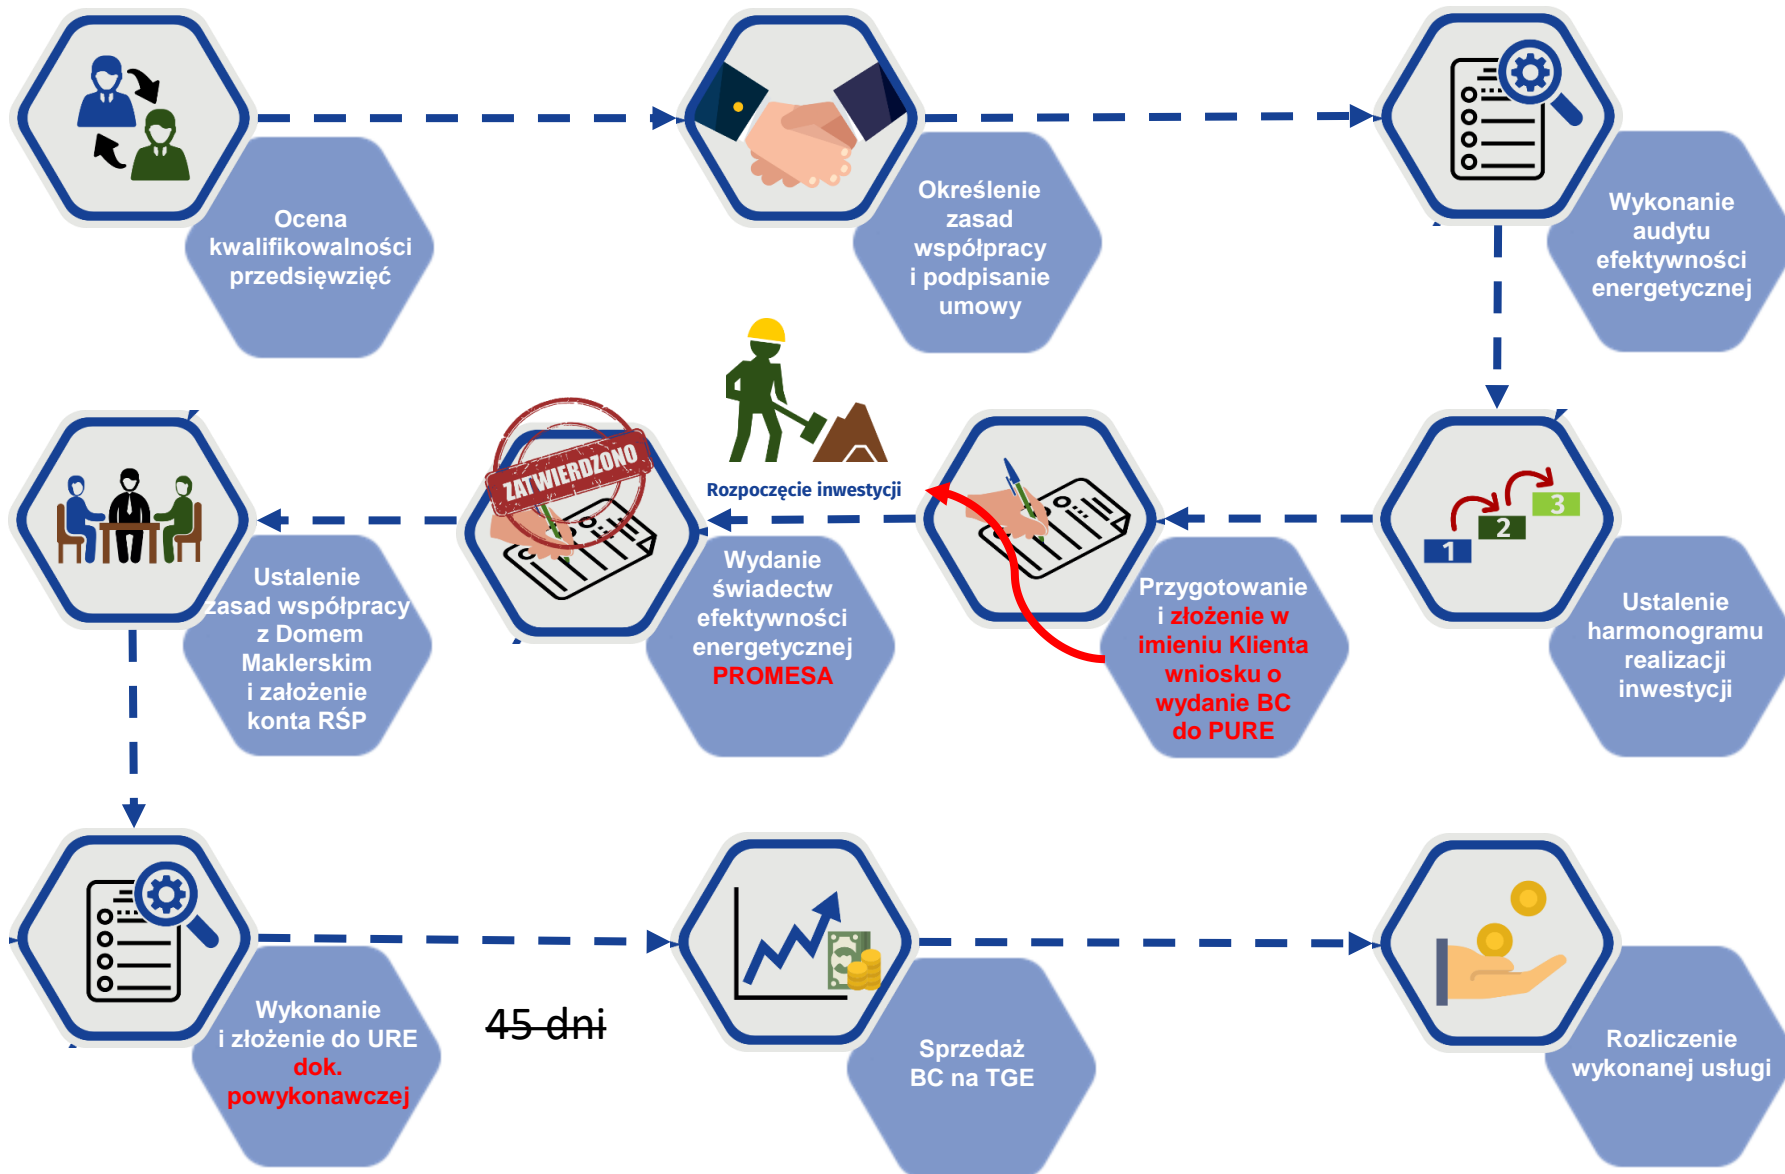 Ocena
kwalifikowalności
przedsięwzięć
Określenie
zasad
współpracy
i podpisanie
umowy
Wykonanie
audytu
efektywności
energetycznej
Ustalenie
harmonogramu
realizacji
inwestycji
1
2
3
Przygotowanie
i złożenie w
imieniu Klienta
wniosku o
wydanie BC
do PURE
Rozpoczęcie inwestycji
ZATWIERDZONO
Wydanie
świadectw
efektywności
energetycznej
PROMESA
Ustalenie
zasad współpracy
z Domem
Maklerskim
i założenie
konta RŚP
Wykonanie
i złożenie do URE
dok.
powykonawczej
45 dni
Sprzedaż
BC na TGE
Rozliczenie
wykonanej usługi